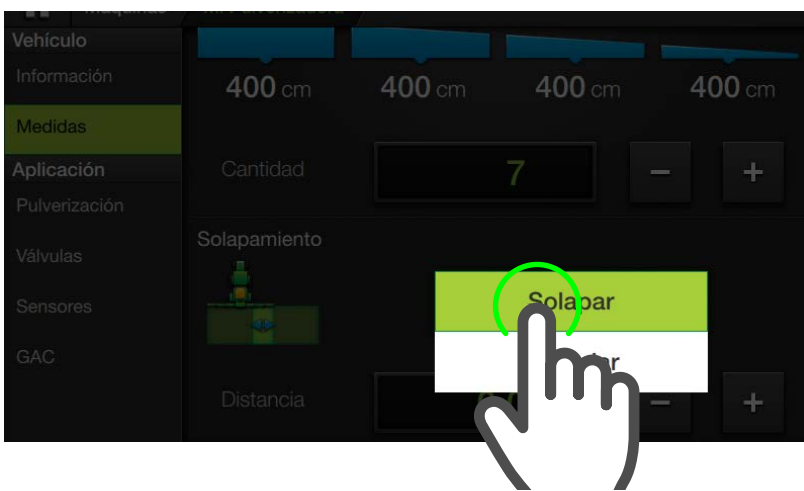 Máquinas
Vehículo
Información
400 cm 400 cm 400 cm 400 cm
Medidas
Aplicación
Cantidad 7 − +
Pulverización
Solapamiento
Válvulas
Sensores
Solapar
GAC
Distancia − +